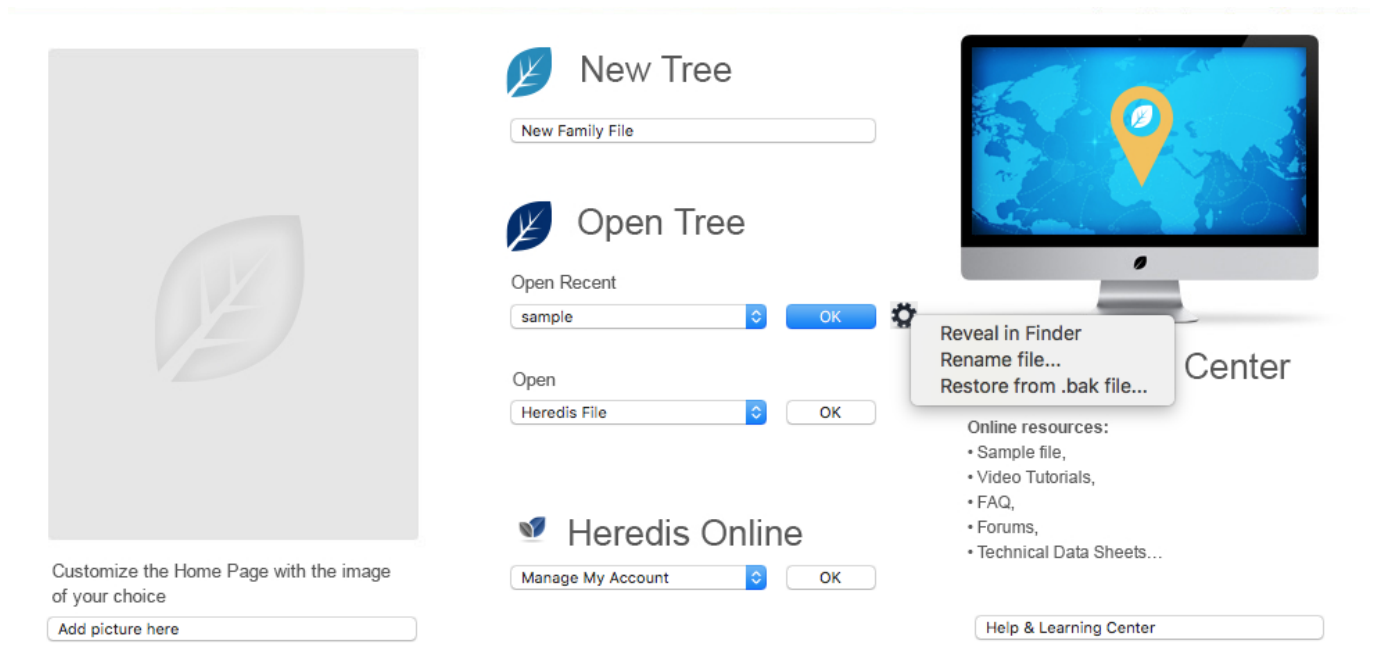 Customize the Home Page with the image
of your choice
Add picture here
New Tree
New Family File
Open Tree
Open Recent
sample
OK
Open
Heredis File
OK
Heredis Online
Manage My Account
OK
Reveal in Finder
Rename file...
Restore from .bak file...
Center
Online resources:
• Sample file,
• Video Tutorials,
• FAQ,
• Forums,
• Technical Data Sheets...
Help & Learning Center